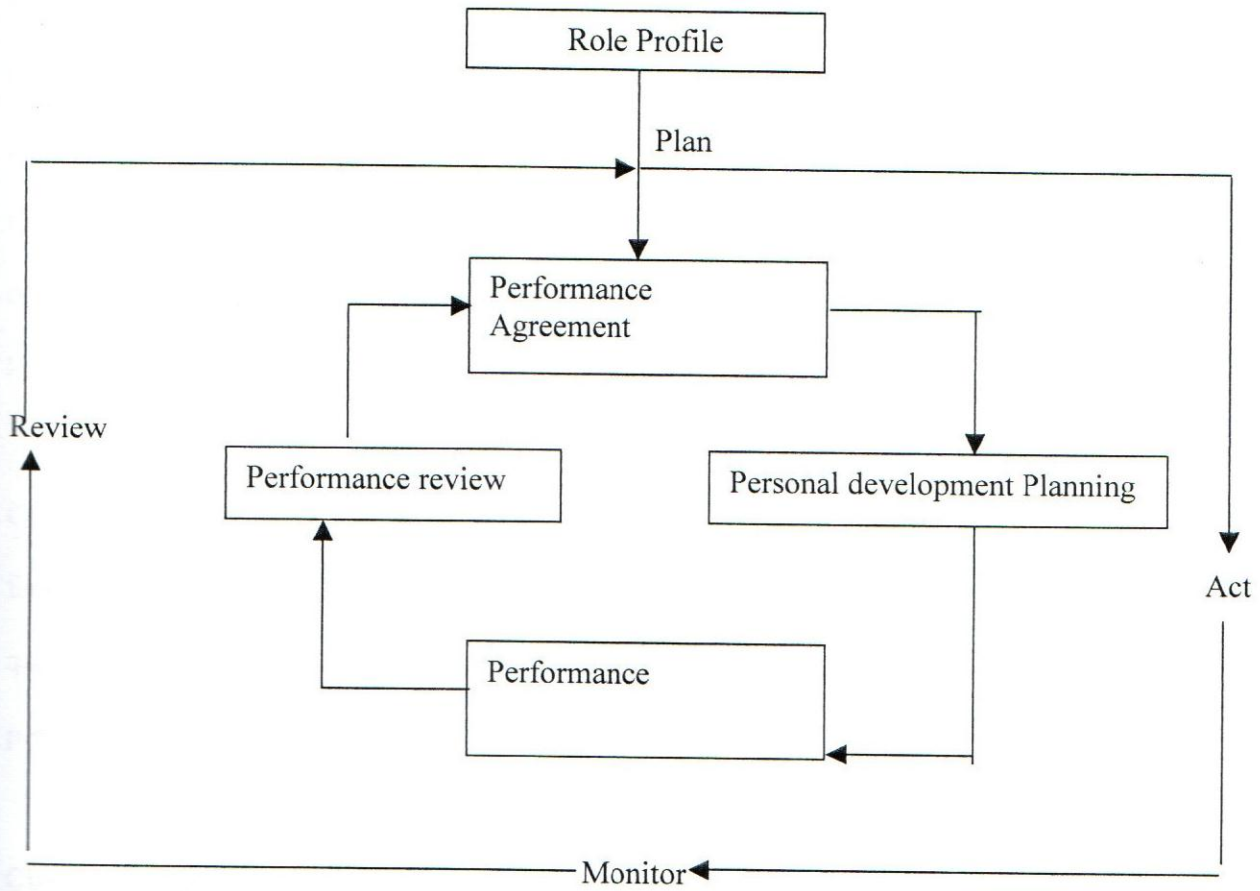 Role Profile
Plan
Performance
Agreement
Review
Performance review
Personal development Planning
Act
Performance
Monitor